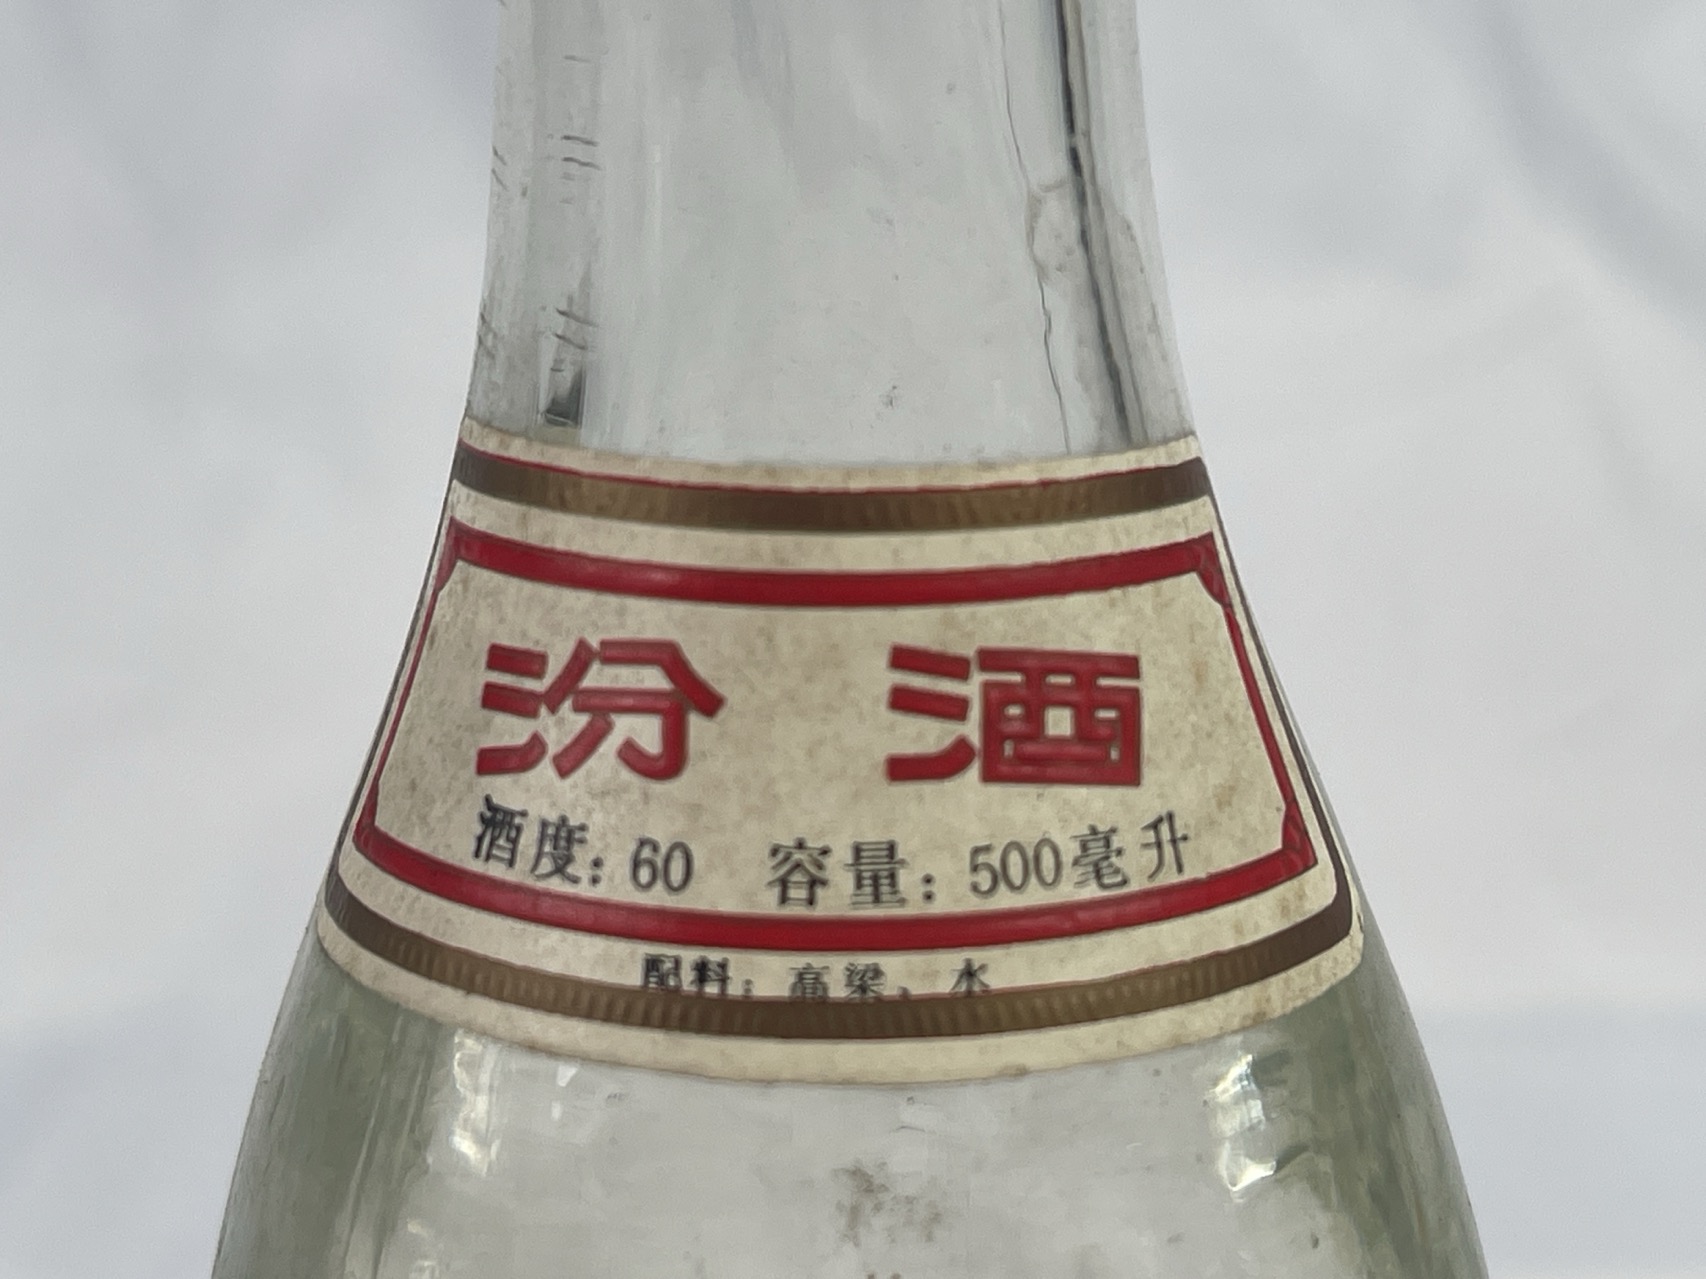 汾 酒
酒度: 60 容量: 500毫升
配料: 高粱、水